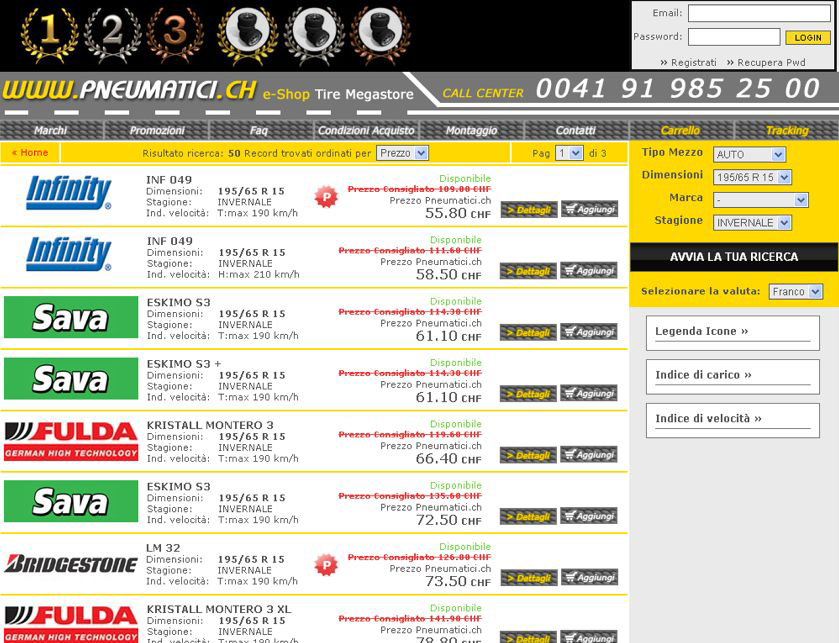 1 2 3
Email:
Password:
LOGIN
›› Registrati ›› Recupera Pwd
WWW.PNEUMATICI.CH e-Shop Tire Megastore
CALL CENTER 0041 91 985 25 00
Marchi Promozioni Faq Condizioni Acquisto Montaggio Contatti Carrello Tracking
« Home
Risultato ricerca: 50 Record trovati ordinati per Prezzo
Pag 1 di 3
Infinity
INF 049
Dimensioni: 195/65 R 15
Stagione: INVERNALE
Ind. velocità: T:max 190 km/h
P
Disponibile
Prezzo Consigliato 109.00 CHF
Prezzo Pneumatici.ch
55.80 CHF
> Dettagli Aggiungi
Infinity
INF 049
Dimensioni: 195/65 R 15
Stagione: INVERNALE
Ind. velocità: H:max 210 km/h
Disponibile
Prezzo Consigliato 111.60 CHF
Prezzo Pneumatici.ch
58.50 CHF
> Dettagli Aggiungi
Sava
ESKIMO S3
Dimensioni: 195/65 R 15
Stagione: INVERNALE
Ind. velocità: T:max 190 km/h
Disponibile
Prezzo Consigliato 114.30 CHF
Prezzo Pneumatici.ch
61.10 CHF
> Dettagli Aggiungi
Sava
ESKIMO S3 +
Dimensioni: 195/65 R 15
Stagione: INVERNALE
Ind. velocità: T:max 190 km/h
Disponibile
Prezzo Consigliato 114.30 CHF
Prezzo Pneumatici.ch
61.10 CHF
> Dettagli Aggiungi
FULDA
GERMAN HIGH TECHNOLOGY
KRISTALL MONTERO 3
Dimensioni: 195/65 R 15
Stagione: INVERNALE
Ind. velocità: T:max 190 km/h
Disponibile
Prezzo Consigliato 119.60 CHF
Prezzo Pneumatici.ch
66.40 CHF
> Dettagli Aggiungi
Sava
ESKIMO S3
Dimensioni: 195/65 R 15
Stagione: INVERNALE
Ind. velocità: T:max 190 km/h
Disponibile
Prezzo Consigliato 135.60 CHF
Prezzo Pneumatici.ch
72.50 CHF
> Dettagli Aggiungi
BRIDGESTONE
LM 32
Dimensioni: 195/65 R 15
Stagione: INVERNALE
Ind. velocità: T:max 190 km/h
P
Disponibile
Prezzo Consigliato 126.80 CHF
Prezzo Pneumatici.ch
73.50 CHF
> Dettagli Aggiungi
FULDA
GERMAN HIGH TECHNOLOGY
KRISTALL MONTERO 3 XL
Dimensioni: 195/65 R 15
Stagione: INVERNALE
Ind. velocità: T:max 190 km/h
Disponibile
Prezzo Consigliato 141.90 CHF
Prezzo Pneumatici.ch
78.80 CHF
> Dettagli Aggiungi
Tipo Mezzo AUTO
Dimensioni 195/65 R 15
Marca -
Stagione INVERNALE
AVVIA LA TUA RICERCA
Selezionare la valuta: Franco
Legenda Icone »
Indice di carico »
Indice di velocità »